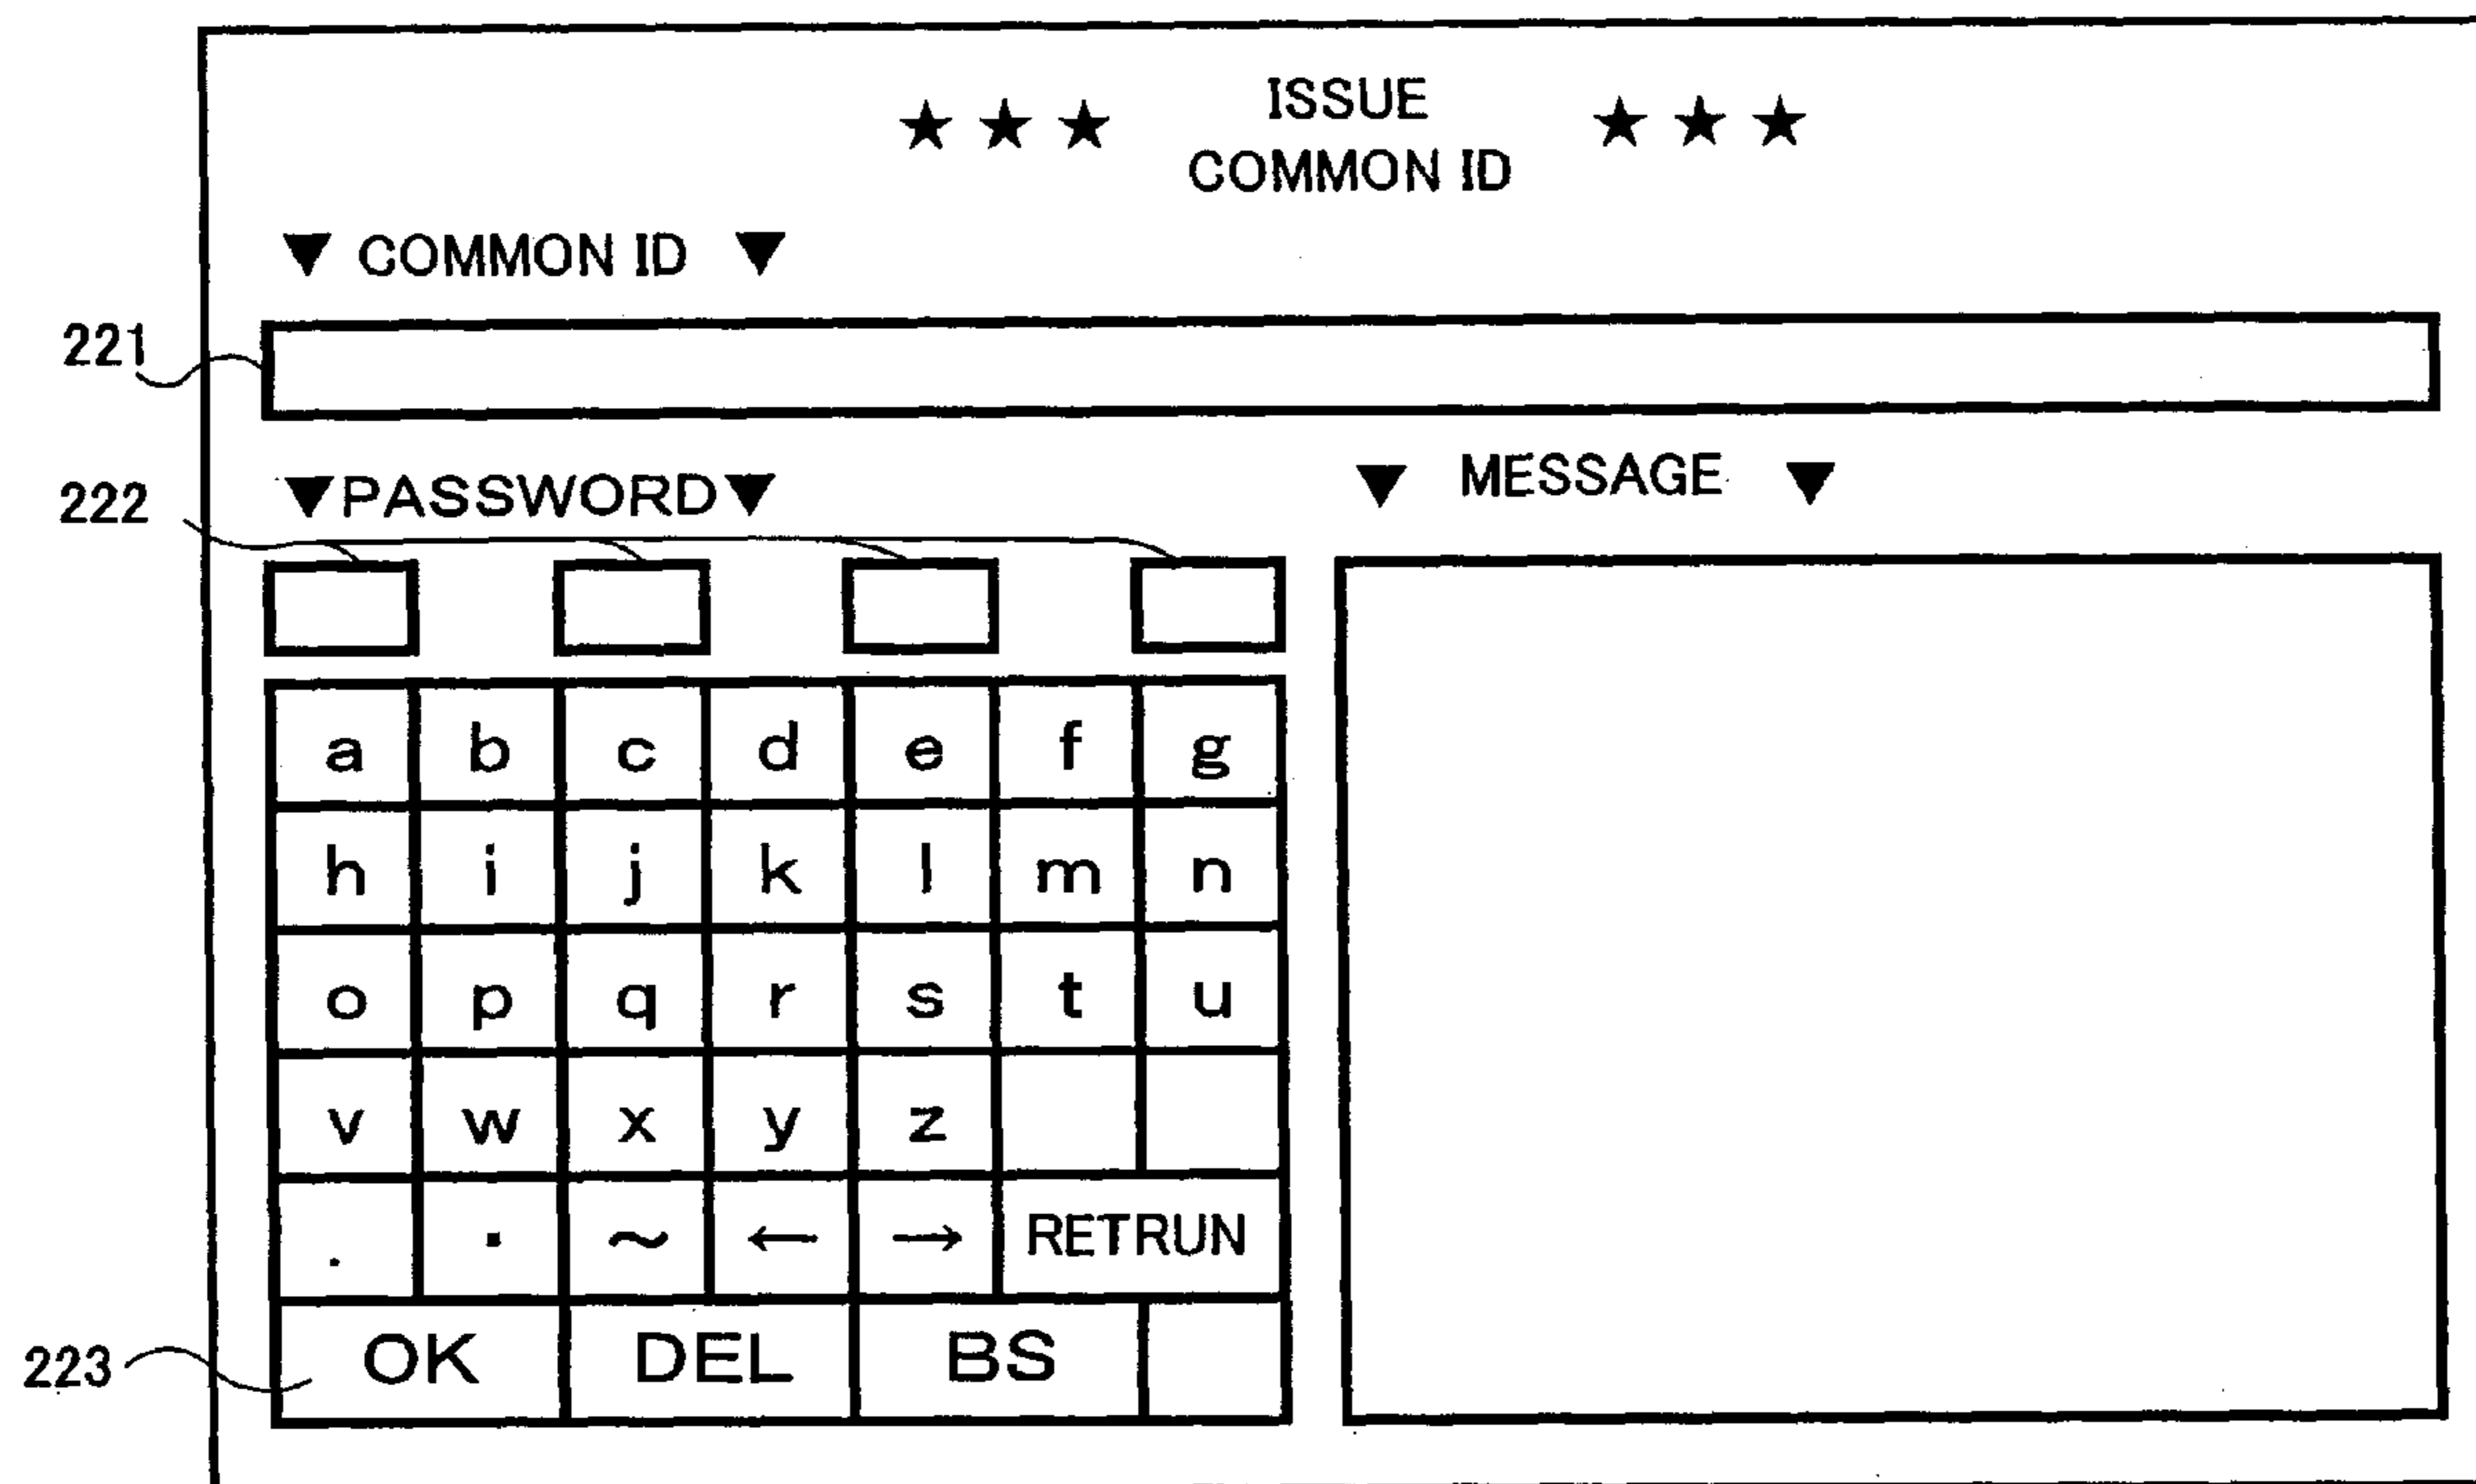 ★ ★ ★ ISSUE ★ ★ ★
COMMON ID
▼ COMMON ID ▼
221
222 ▼PASSWORD▼ ▼ MESSAGE ▼
a b c d e f g
h i j k l m n
o p q r s t u
v w x y z
. · ~ ← → RETRUN
223 OK DEL BS